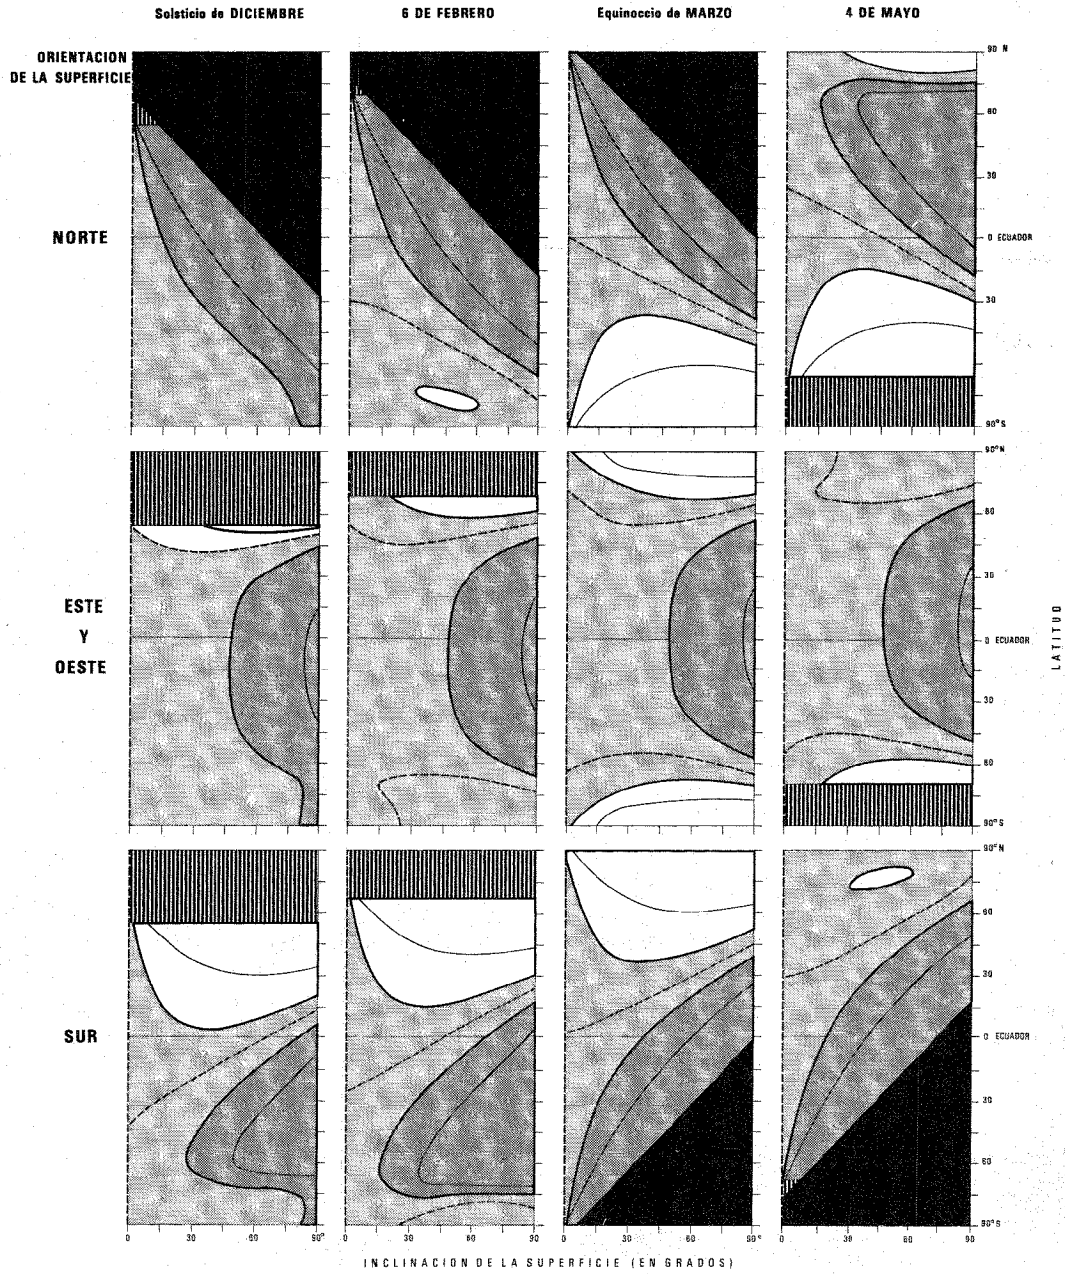 Solsticio de DICIEMBRE 6 DE FEBRERO Equinoccio de MARZO 4 DE MAYO
ORIENTACION
DE LA SUPERFICIE
90 N
60
30
NORTE
0 ECUADOR
30
60
90°S
90°N
60
30
ESTE
Y
OESTE
0 ECUADOR
30
60
90°S
LATITUD
90°N
60
30
SUR
0 ECUADOR
30
60
90°S
0 30 60 90° 0 30 60 90 0 30 60 90 0 30 60 90
INCLINACION DE LA SUPERFICIE (EN GRADOS)